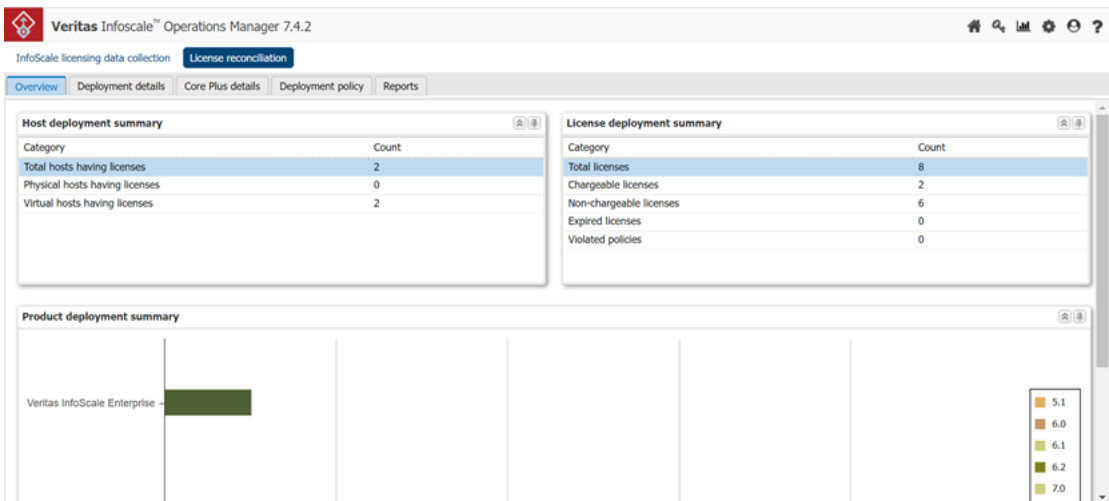 Veritas Infoscale™ Operations Manager 7.4.2
InfoScale licensing data collection License reconciliation
Overview Deployment details Core Plus details Deployment policy Reports
Host deployment summary
Category Count
Total hosts having licenses 2
Physical hosts having licenses 0
Virtual hosts having licenses 2
License deployment summary
Category Count
Total licenses 8
Chargeable licenses 2
Non-chargeable licenses 6
Expired licenses 0
Violated policies 0
Product deployment summary
Veritas InfoScale Enterprise
5.1
6.0
6.1
6.2
7.0